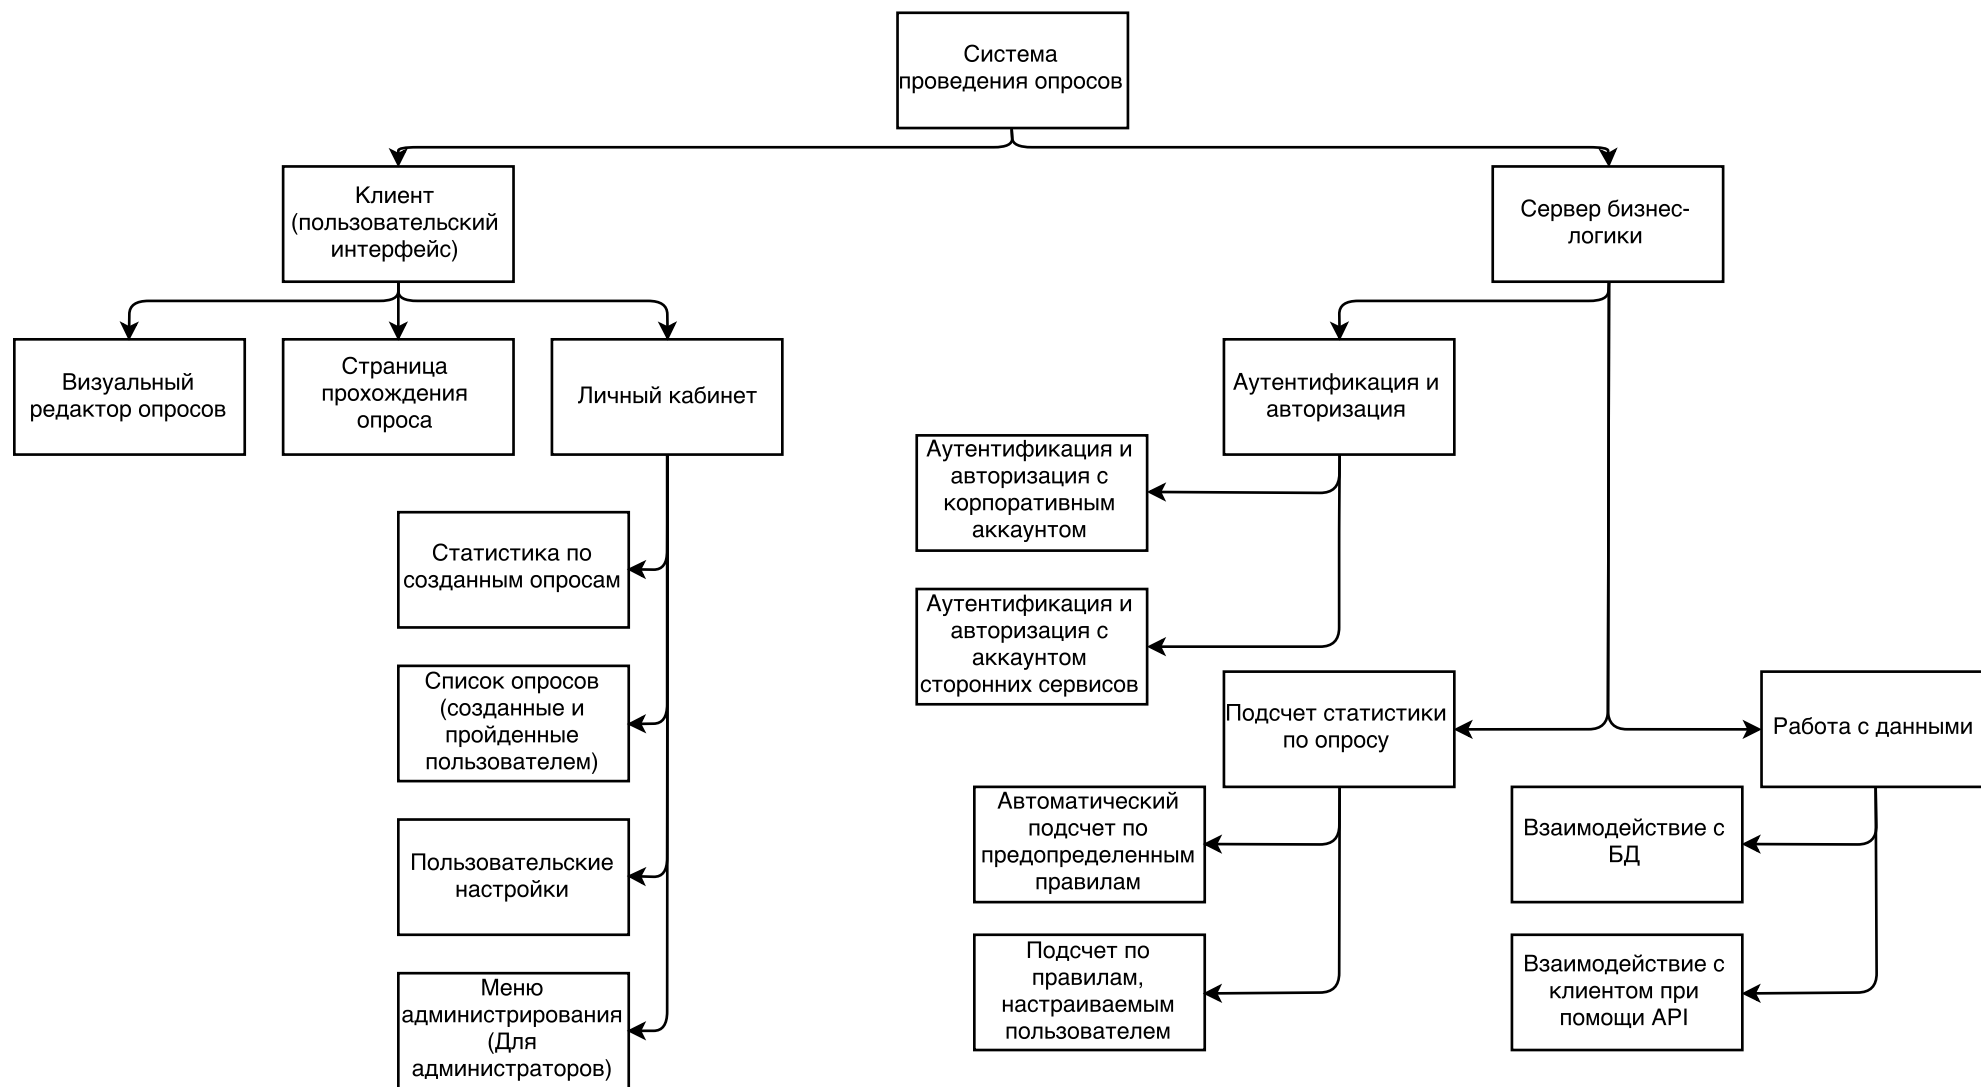 Система
проведения опросов
Клиент
(пользовательский
интерфейс)
Сервер бизнес-
логики
Визуальный
редактор опросов
Страница
прохождения
опроса
Личный кабинет
Аутентификация и
авторизация
Аутентификация и
авторизация с
корпоративным
аккаунтом
Статистика по
созданным опросам
Аутентификация и
авторизация с
аккаунтом
сторонних сервисов
Список опросов
(созданные и
пройденные
пользователем)
Подсчет статистики
по опросу
Работа с данными
Автоматический
подсчет по
предопределенным
правилам
Взаимодействие с
БД
Пользовательские
настройки
Подсчет по
правилам,
настраиваемым
пользователем
Взаимодействие с
клиентом при
помощи API
Меню
администрирования
(Для
администраторов)